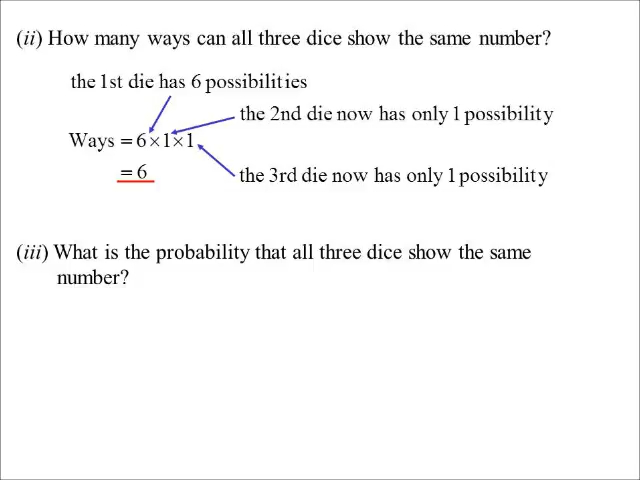 (ii) How many ways can all three dice show the same number?
the 1st die has 6 possibilities
the 2nd die now has only 1 possibility
Ways = 6 × 1 × 1
= 6
the 3rd die now has only 1 possibility
(iii) What is the probability that all three dice show the same
number?